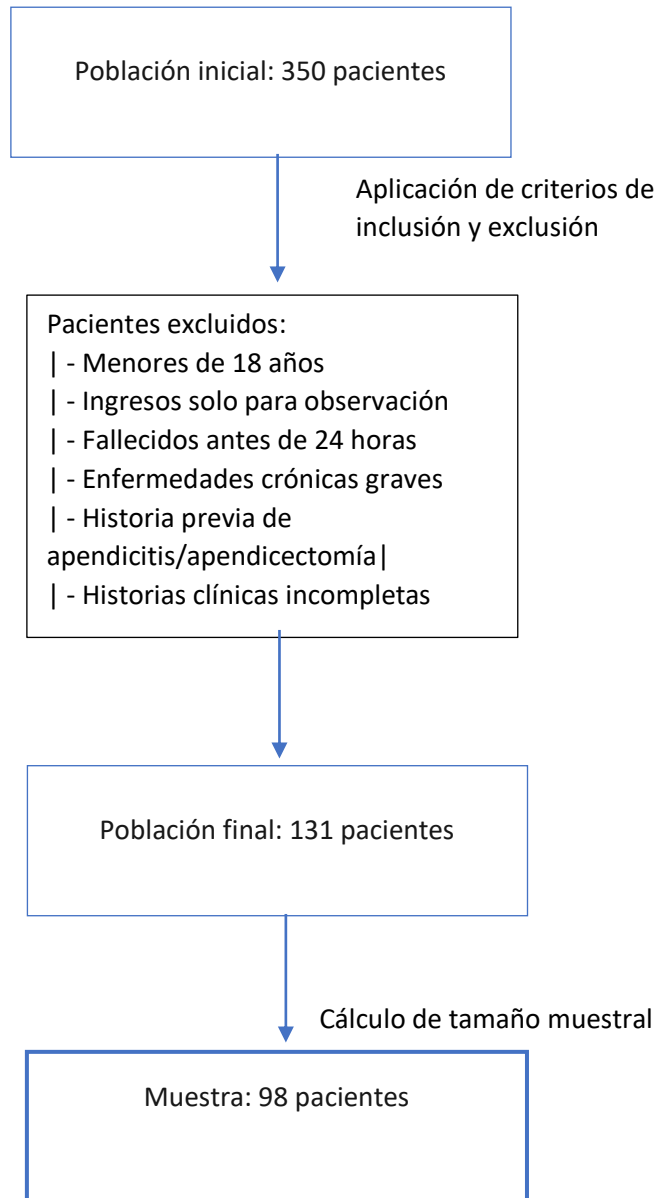 Población inicial: 350 pacientes
Aplicación de criterios de
inclusión y exclusión
Pacientes excluidos:
| - Menores de 18 años
| - Ingresos solo para observación
| - Fallecidos antes de 24 horas
| - Enfermedades crónicas graves
| - Historia previa de
apendicitis/apendicectomía|
| - Historias clínicas incompletas
Población final: 131 pacientes
Cálculo de tamaño muestral
Muestra: 98 pacientes